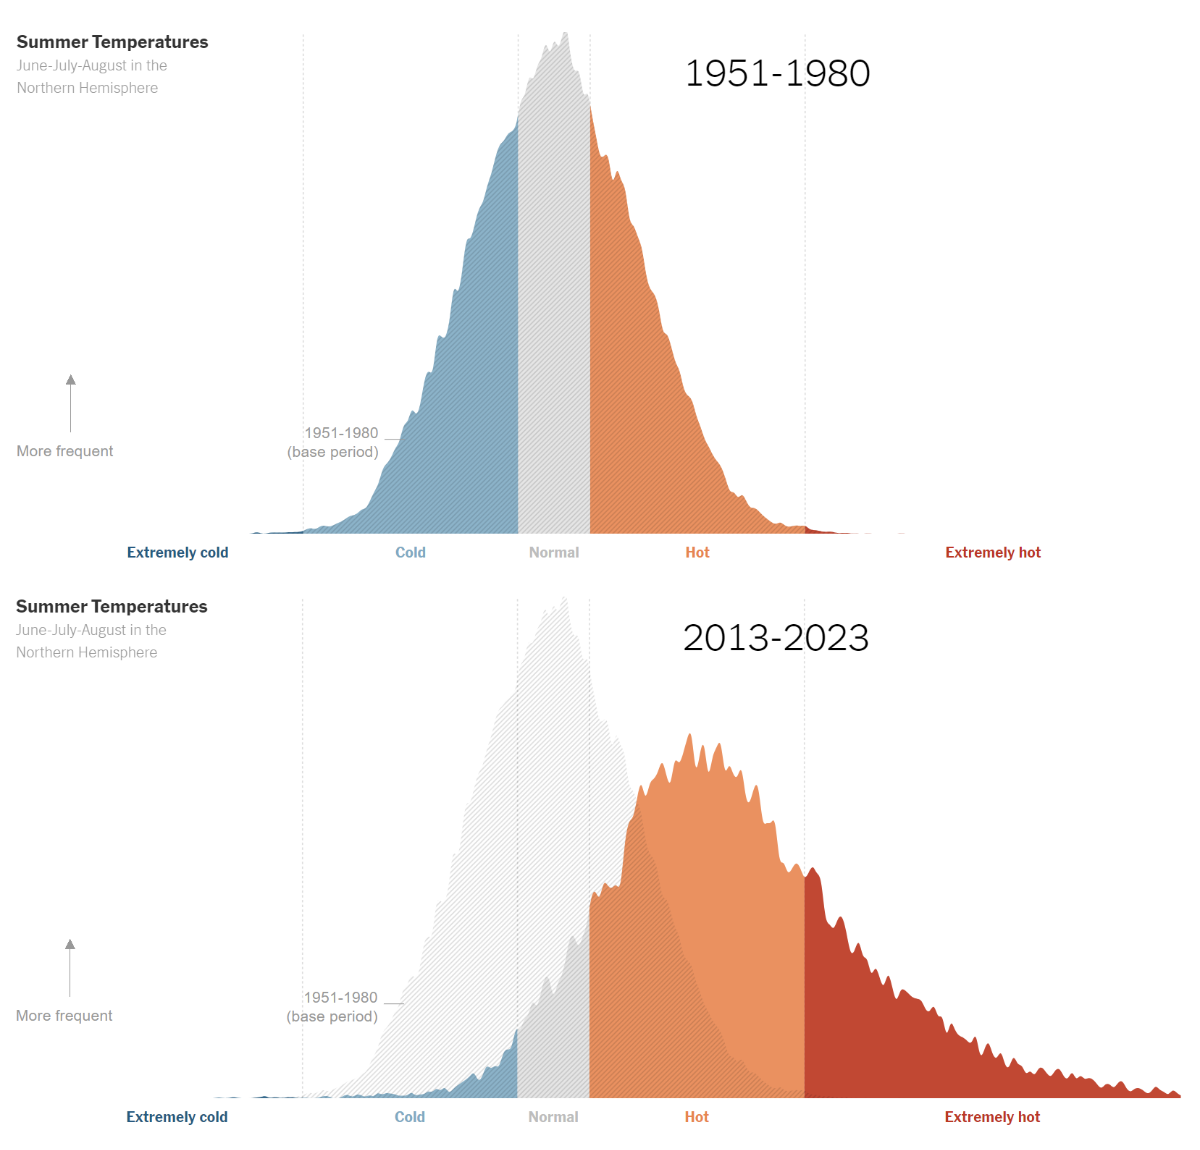 Summer Temperatures
June-July-August in the
Northern Hemisphere
1951-1980
1951-1980
(base period)
More frequent
Extremely cold
Cold
Normal
Hot
Extremely hot
Summer Temperatures
June-July-August in the
Northern Hemisphere
2013-2023
1951-1980
(base period)
More frequent
Extremely cold
Cold
Normal
Hot
Extremely hot